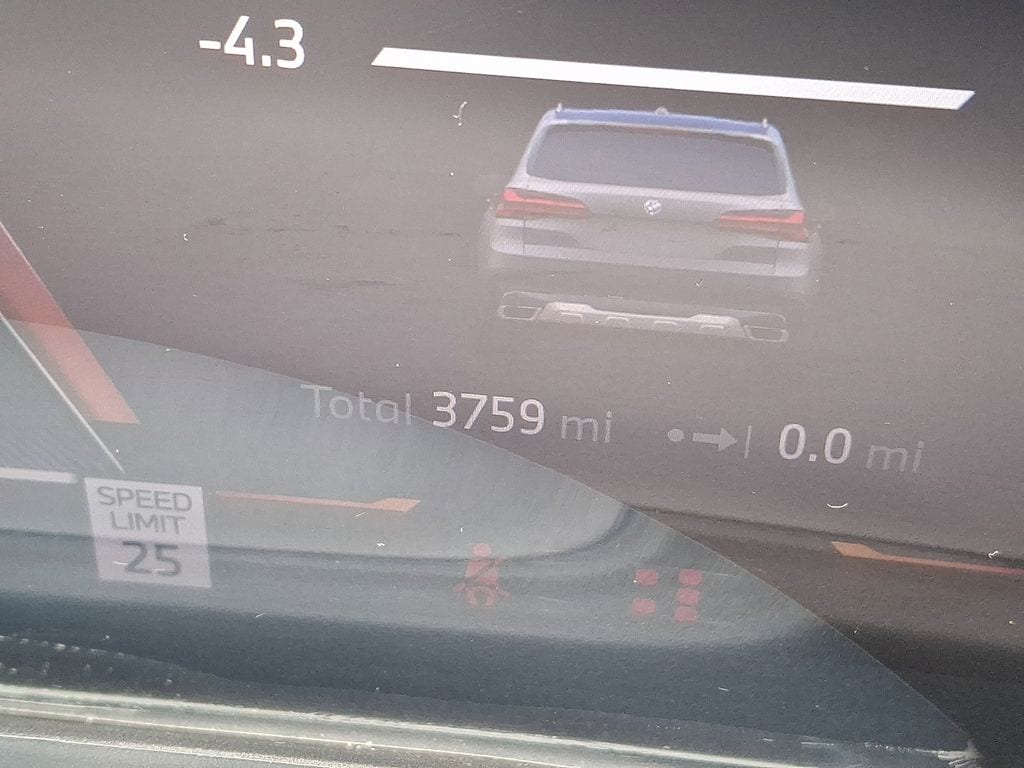 -4.3
Total 3759 mi
0.0 mi
SPEED
LIMIT
25